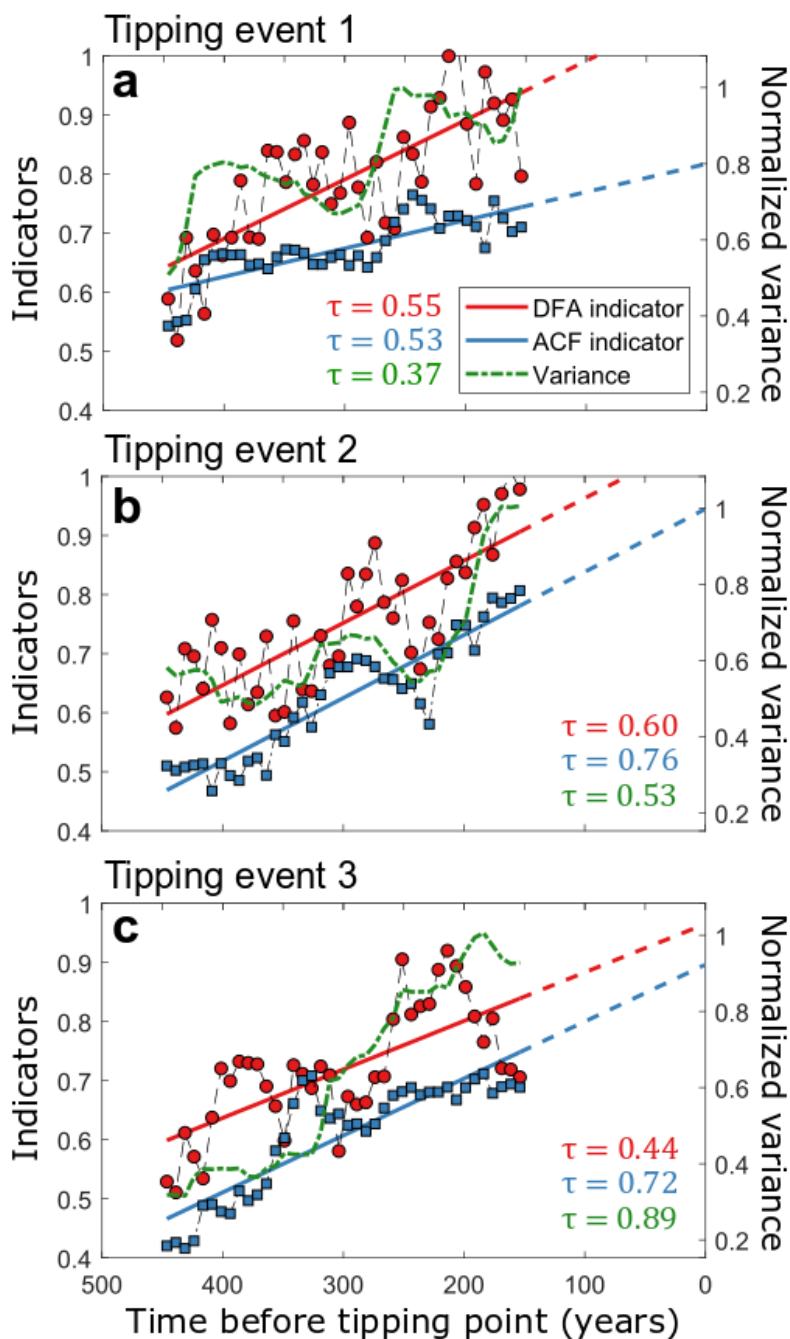 Tipping event 1
a
Indicators
1
0.9
0.8
0.7
0.6
0.5
0.4
τ = 0.55
τ = 0.53
τ = 0.37
DFA indicator
ACF indicator
Variance
1
0.8
0.6
0.4
0.2
Normalized variance
Tipping event 2
b
Indicators
1
0.9
0.8
0.7
0.6
0.5
0.4
τ = 0.60
τ = 0.76
τ = 0.53
1
0.8
0.6
0.4
0.2
Normalized variance
Tipping event 3
c
Indicators
1
0.9
0.8
0.7
0.6
0.5
0.4
τ = 0.44
τ = 0.72
τ = 0.89
1
0.8
0.6
0.4
0.2
Normalized variance
500 400 300 200 100 0
Time before tipping point (years)